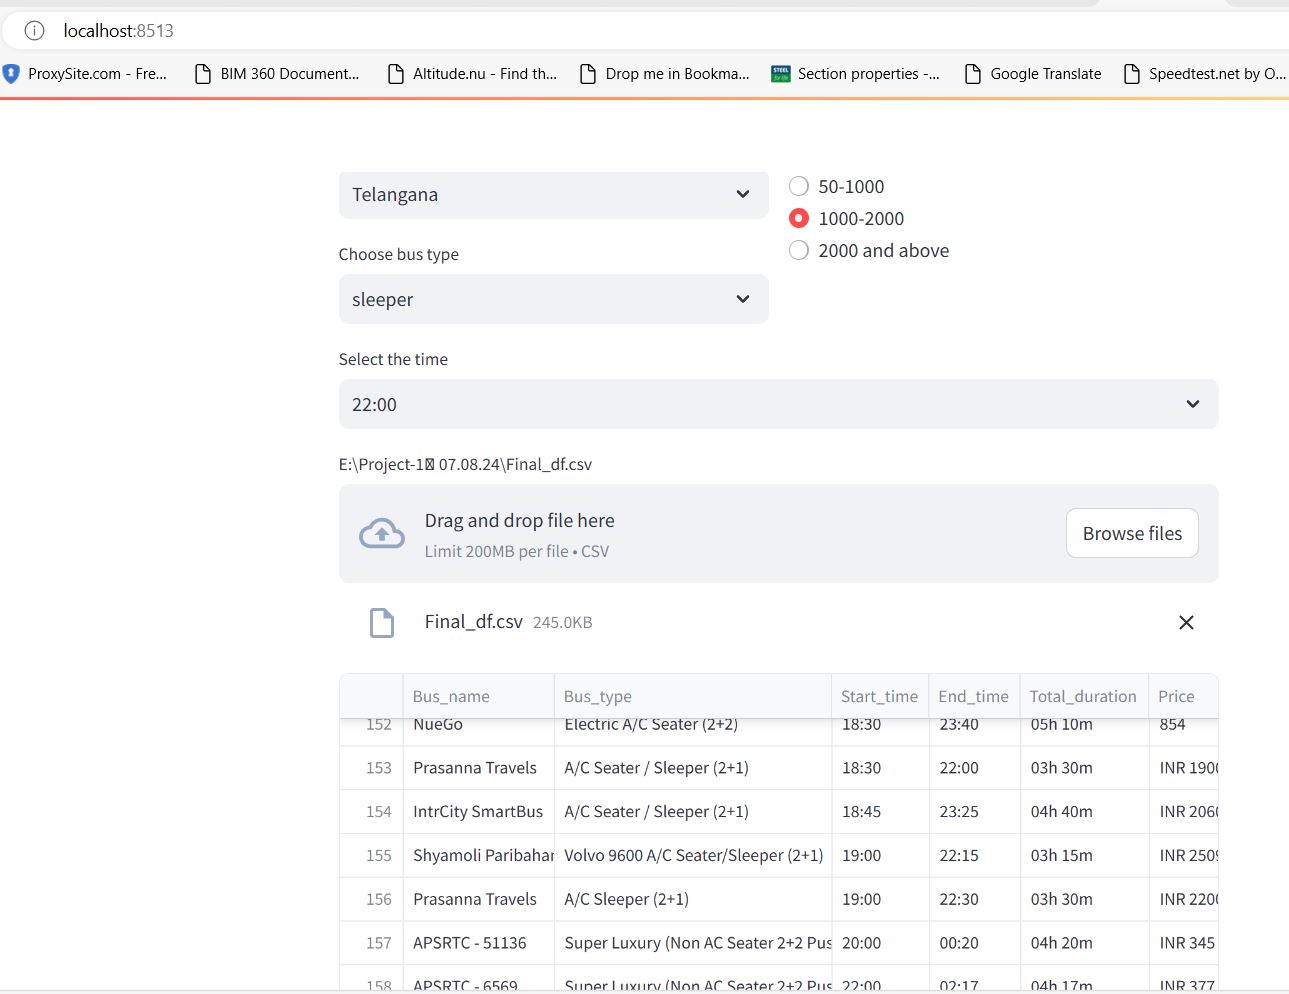 localhost:8513
ProxySite.com - Fre... BIM 360 Document... Altitude.nu - Find th... Drop me in Bookma... STEEL for life Section properties -... Google Translate Speedtest.net by O...
Telangana
50-1000
1000-2000
2000 and above
Choose bus type
sleeper
Select the time
22:00
E:\Project-1 07.08.24\Final_df.csv
Drag and drop file here
Limit 200MB per file • CSV
Browse files
Final_df.csv 245.0KB
Bus_name Bus_type Start_time End_time Total_duration Price
152 NueGo Electric A/C Seater (2+2) 18:30 23:40 05h 10m 854
153 Prasanna Travels A/C Seater / Sleeper (2+1) 18:30 22:00 03h 30m INR 190
154 IntrCity SmartBus A/C Seater / Sleeper (2+1) 18:45 23:25 04h 40m INR 206
155 Shyamoli Paribahan Volvo 9600 A/C Seater/Sleeper (2+1) 19:00 22:15 03h 15m INR 250
156 Prasanna Travels A/C Sleeper (2+1) 19:00 22:30 03h 30m INR 220
157 APSRTC - 51136 Super Luxury (Non AC Seater 2+2 Pus 20:00 00:20 04h 20m INR 345
158 APSRTC - 6569 Super Luxury (Non AC Seater 2+2 Pus 22:00 02:17 04h 17m INR 377